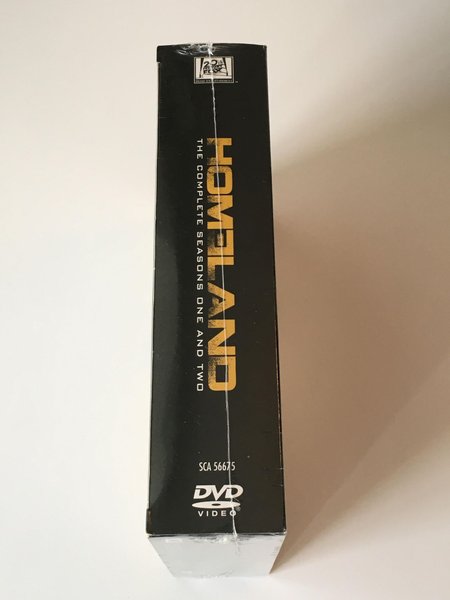 HOMELAND
THE COMPLETE SEASONS ONE AND TWO
SCA 56675
DVD
VIDEO